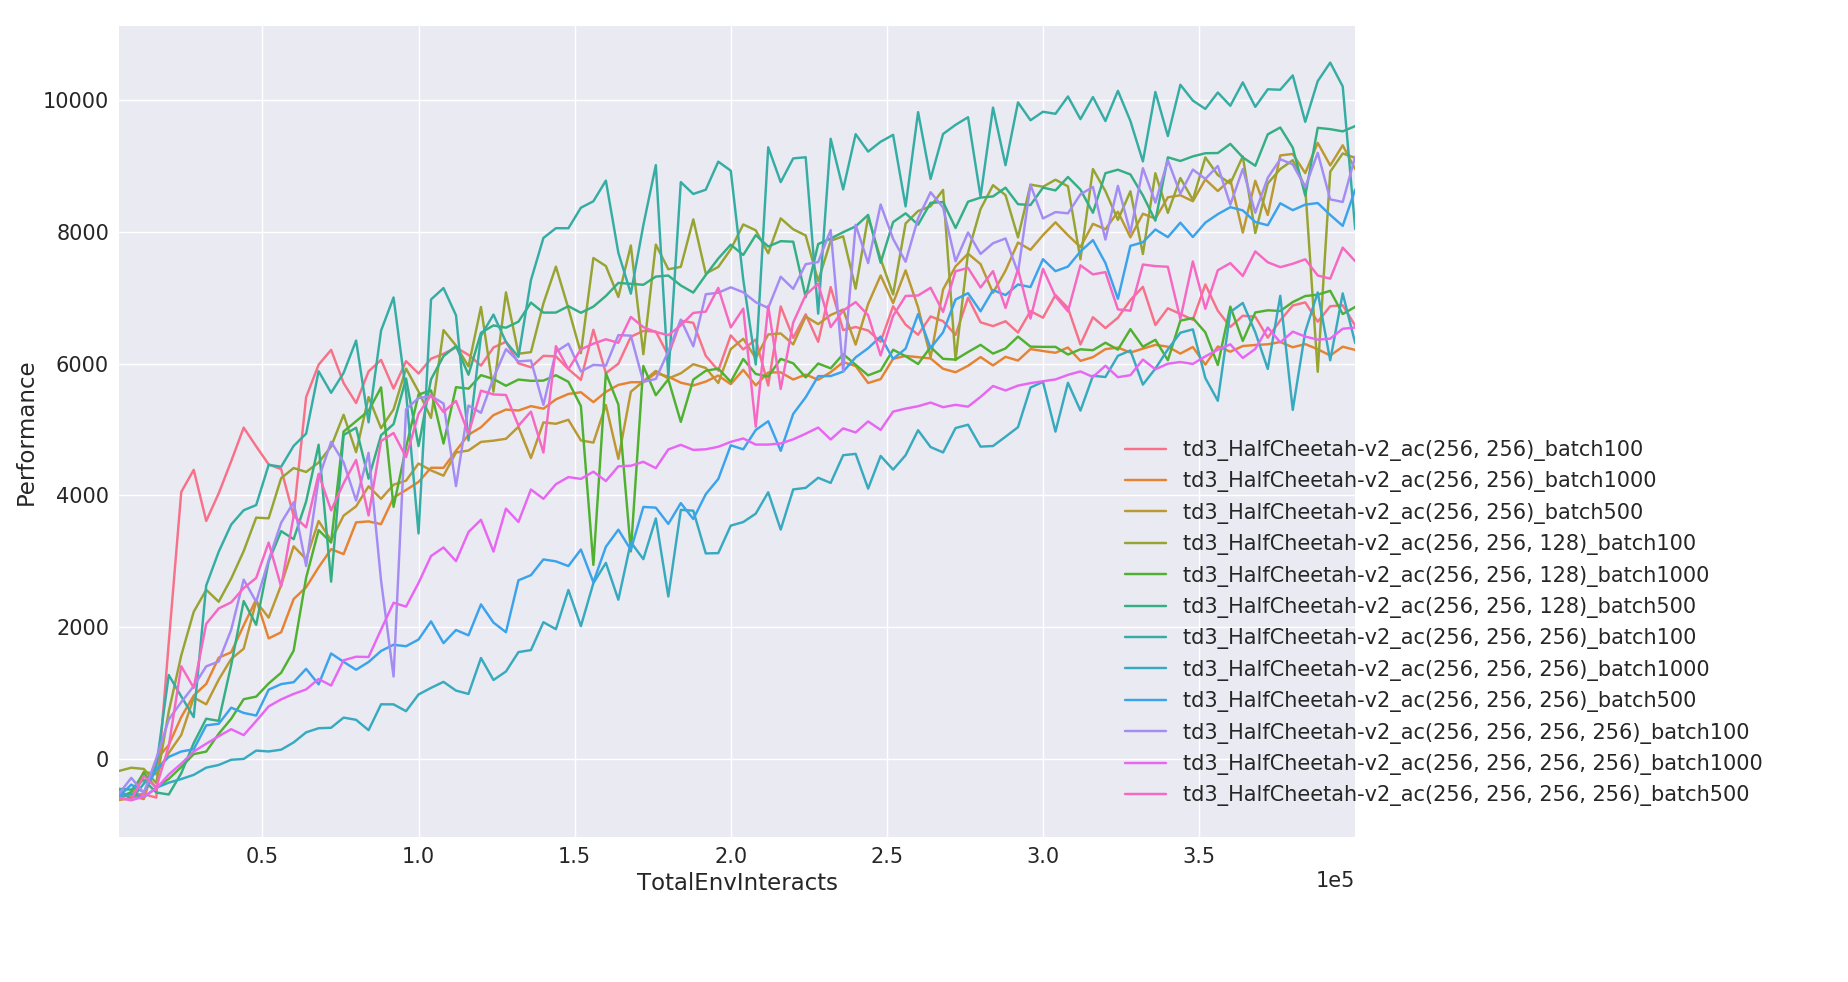 10000
8000
6000
4000
2000
0
Performance
0.5 1.0 1.5 2.0 2.5 3.0 3.5
TotalEnvInteracts
1e5
td3_HalfCheetah-v2_ac(256, 256)_batch100
td3_HalfCheetah-v2_ac(256, 256)_batch1000
td3_HalfCheetah-v2_ac(256, 256)_batch500
td3_HalfCheetah-v2_ac(256, 256, 128)_batch100
td3_HalfCheetah-v2_ac(256, 256, 128)_batch1000
td3_HalfCheetah-v2_ac(256, 256, 128)_batch500
td3_HalfCheetah-v2_ac(256, 256, 256)_batch100
td3_HalfCheetah-v2_ac(256, 256, 256)_batch1000
td3_HalfCheetah-v2_ac(256, 256, 256)_batch500
td3_HalfCheetah-v2_ac(256, 256, 256, 256)_batch100
td3_HalfCheetah-v2_ac(256, 256, 256, 256)_batch1000
td3_HalfCheetah-v2_ac(256, 256, 256, 256)_batch500